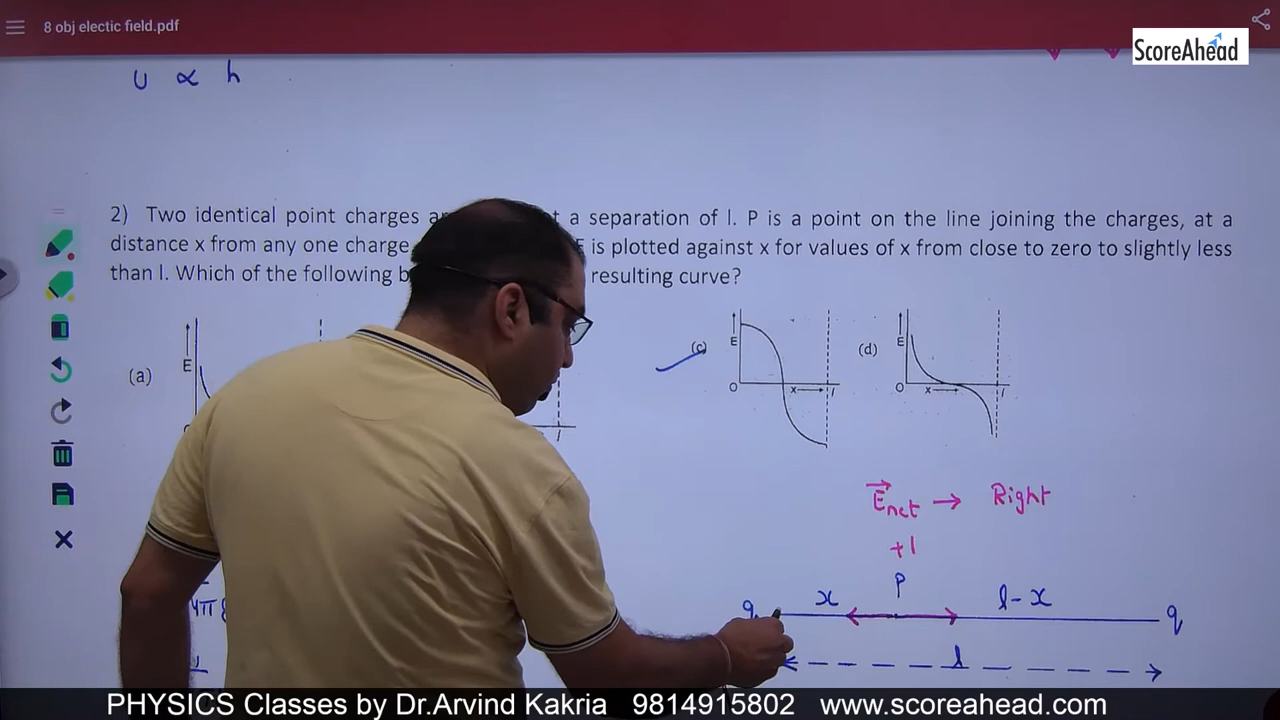 8 obj electic field.pdf
ScoreAhead
U ∝ h
2) Two identical point charges a separation of l. P is a point on the line joining the charges, at a
distance x from any one charge is plotted against x for values of x from close to zero to slightly less
than l. Which of the following resulting curve?
(a) E
(c) E O x l
(d) E O x l
E⃗net → Right
+1
P
x l-x
q q
l
PHYSICS Classes by Dr.Arvind Kakria 9814915802 www.scoreahead.com